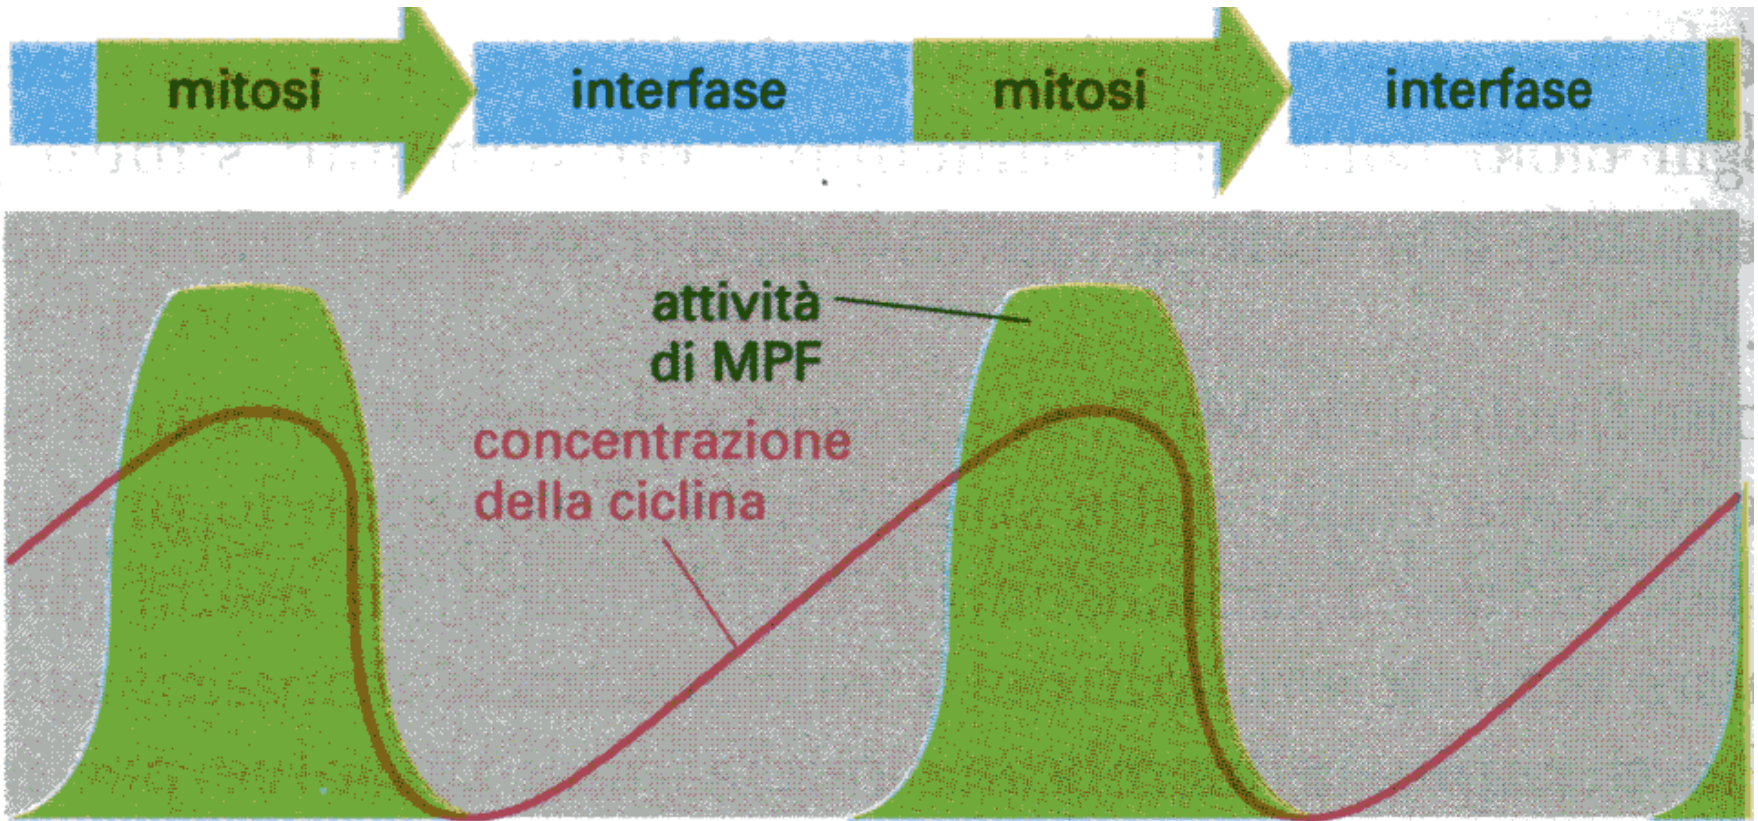 mitosi
interfase
mitosi
interfase
attività
di MPF
concentrazione
della ciclina